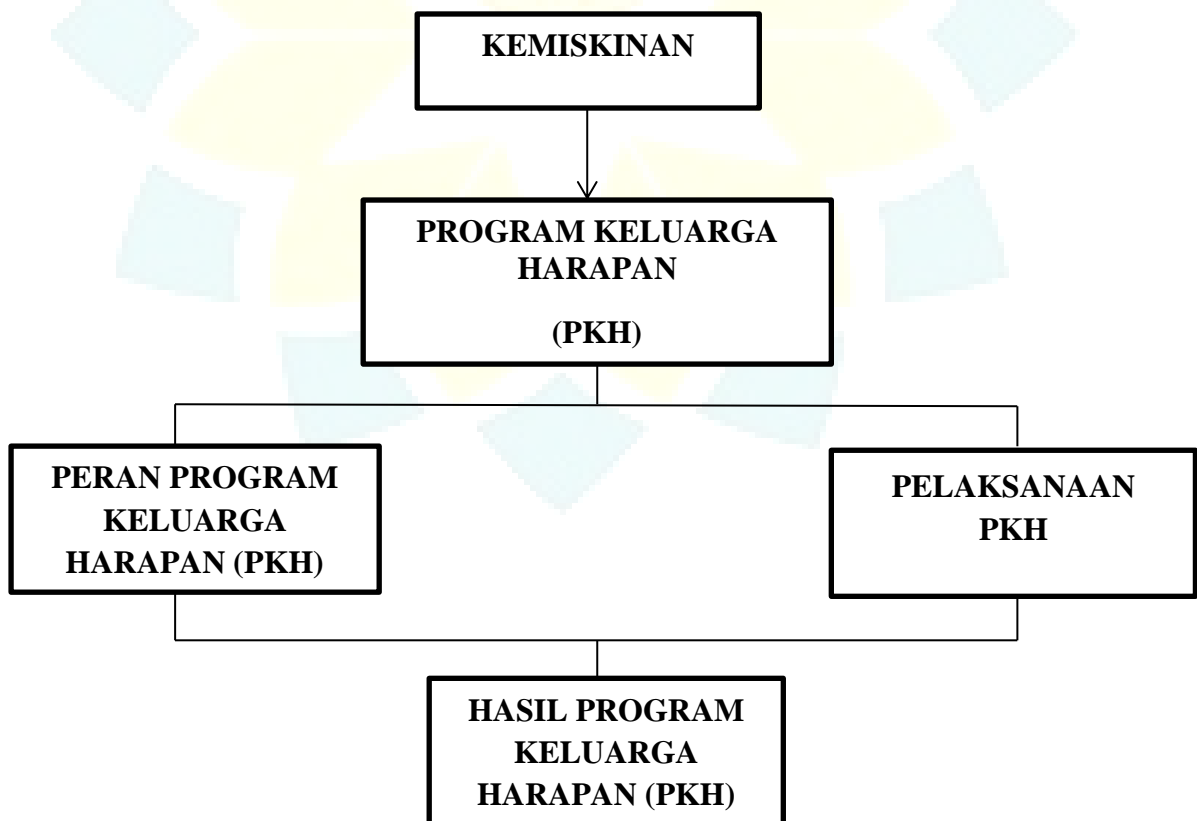 KEMISKINAN
PROGRAM KELUARGA
HARAPAN
(PKH)
PERAN PROGRAM
KELUARGA
HARAPAN (PKH)
PELAKSANAAN
PKH
HASIL PROGRAM
KELUARGA
HARAPAN (PKH)